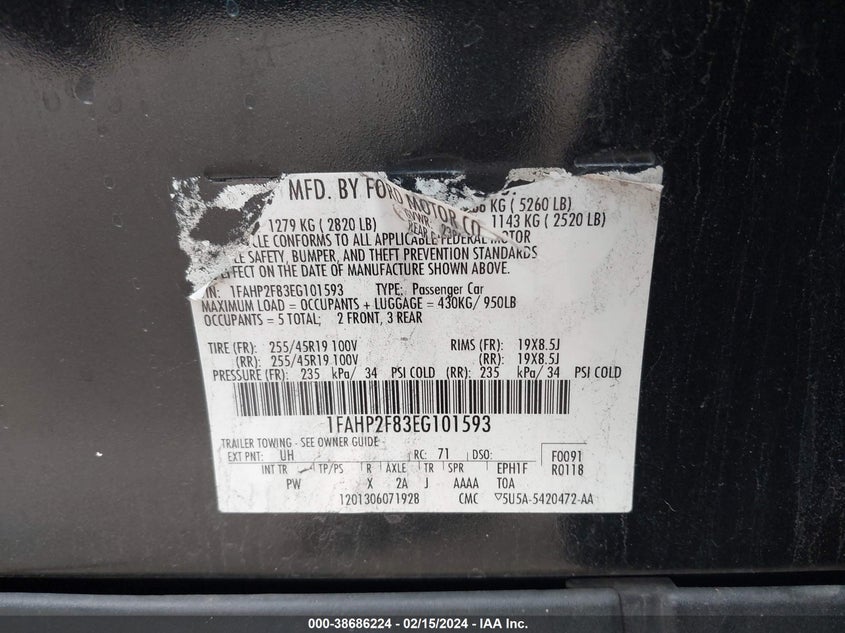 MFD. BY FORD MOTOR CO.
KG ( 5260 LB)
1279 KG ( 2820 LB)
1143 KG ( 2520 LB)
CONFORMS TO ALL APPLICABLE FEDERAL MOTOR
SAFETY, BUMPER, AND THEFT PREVENTION STANDARDS
EFFECT ON THE DATE OF MANUFACTURE SHOWN ABOVE.
1FAHP2F83EG101593 TYPE: Passenger Car
MAXIMUM LOAD = OCCUPANTS + LUGGAGE = 430KG/ 950LB
OCCUPANTS = 5 TOTAL; 2 FRONT, 3 REAR
TIRE (FR): 255/45R19 100V RIMS (FR): 19X8.5J
(RR): 255/45R19 100V (RR): 19X8.5J
PRESSURE (FR): 235 kPa/ 34 PSI COLD (RR): 235 kPa/ 34 PSI COLD
1FAHP2F83EG101593
TRAILER TOWING - SEE OWNER GUIDE -
EXT PNT: UH RC: 71 DSO: F0091
R0118
INT TR TP/PS R AXLE TR SPR EPH1F
PW X 2A J AAAA T0A
1201306071928 CMC ▽5U5A-5420472-AA
000-38686224 - 02/15/2024 - IAA Inc.